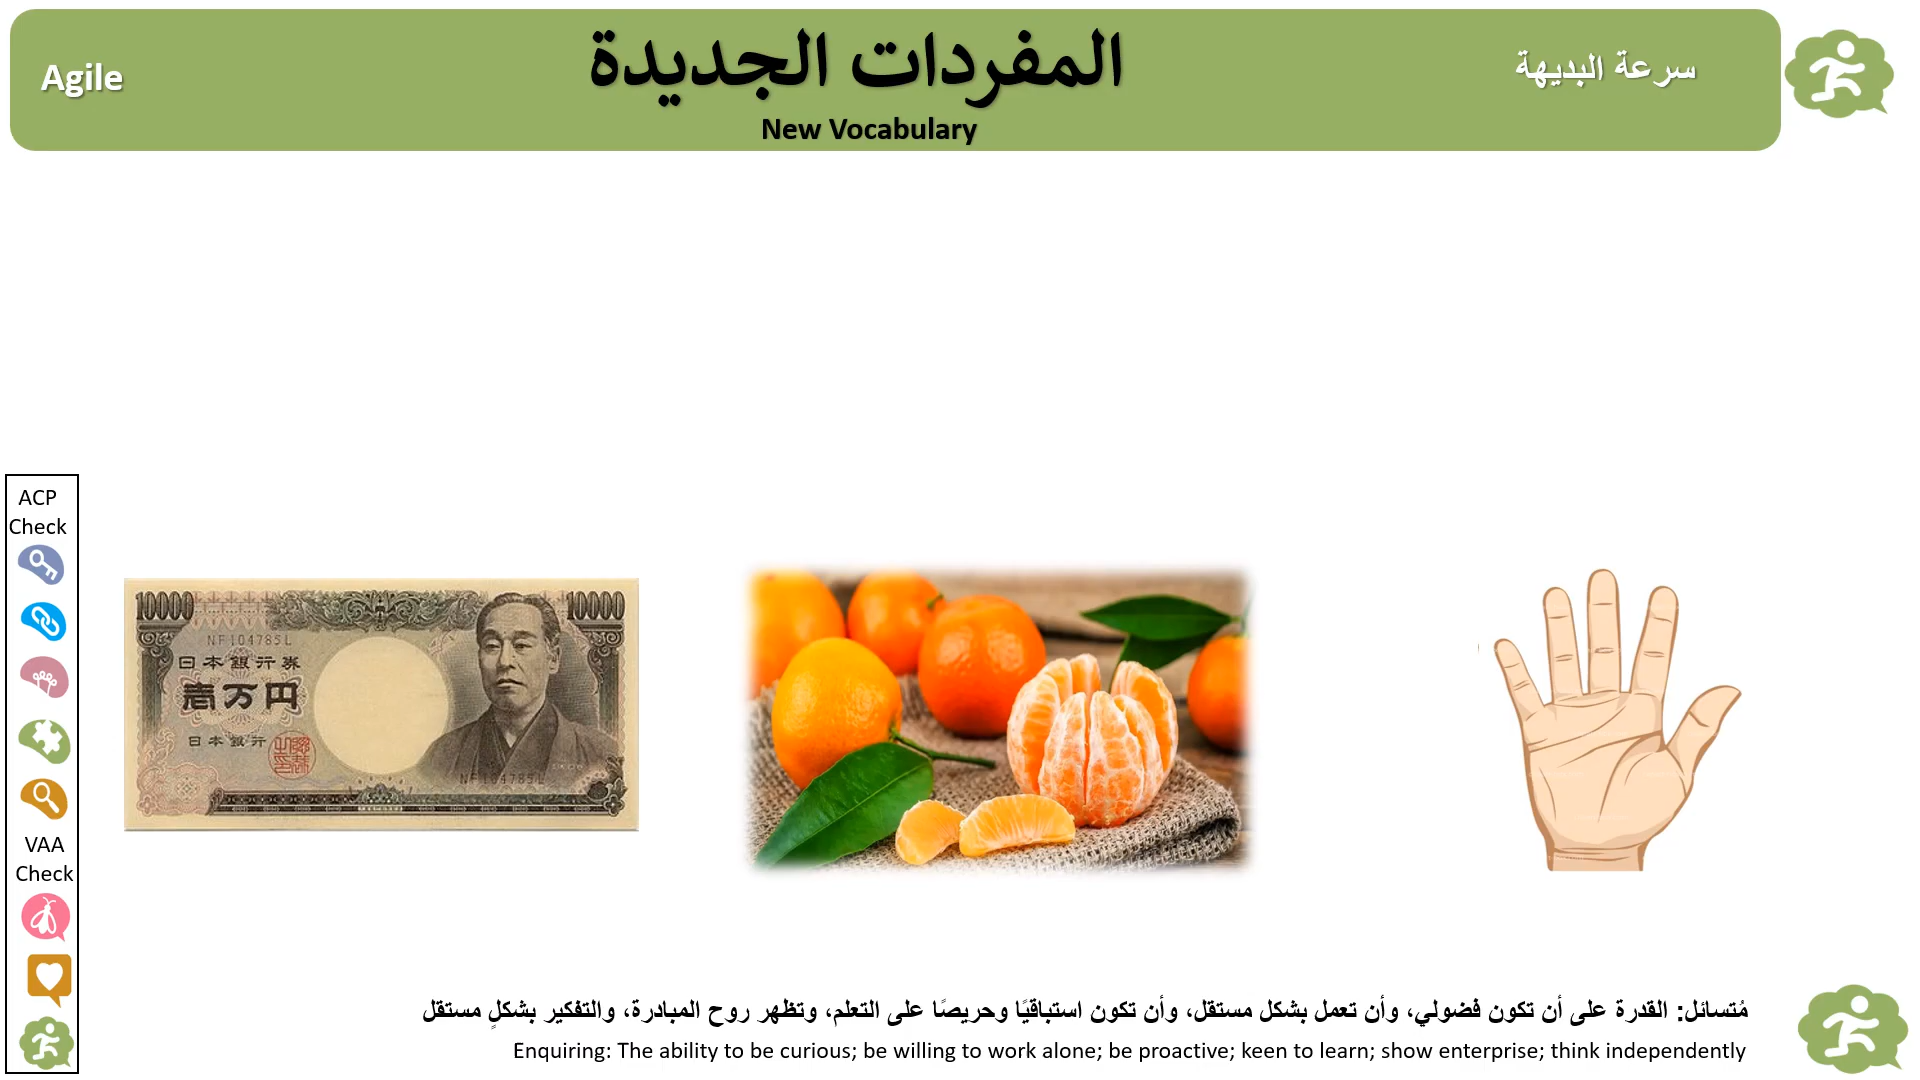 Agile
المفردات الجديدة
سرعة البديهة
New Vocabulary
ACP
Check
VAA
Check
10000
10000
NF104785L
日本銀行券
壱万円
日本銀行
NF104785L
مُتسائل: القدرة على أن تكون فضولي، وأن تعمل بشكل مستقل، وأن تكون استباقيًا وحريصًا على التعلم، وتظهر روح المبادرة، والتفكير بشكلٍ مستقل
Enquiring: The ability to be curious; be willing to work alone; be proactive; keen to learn; show enterprise; think independently